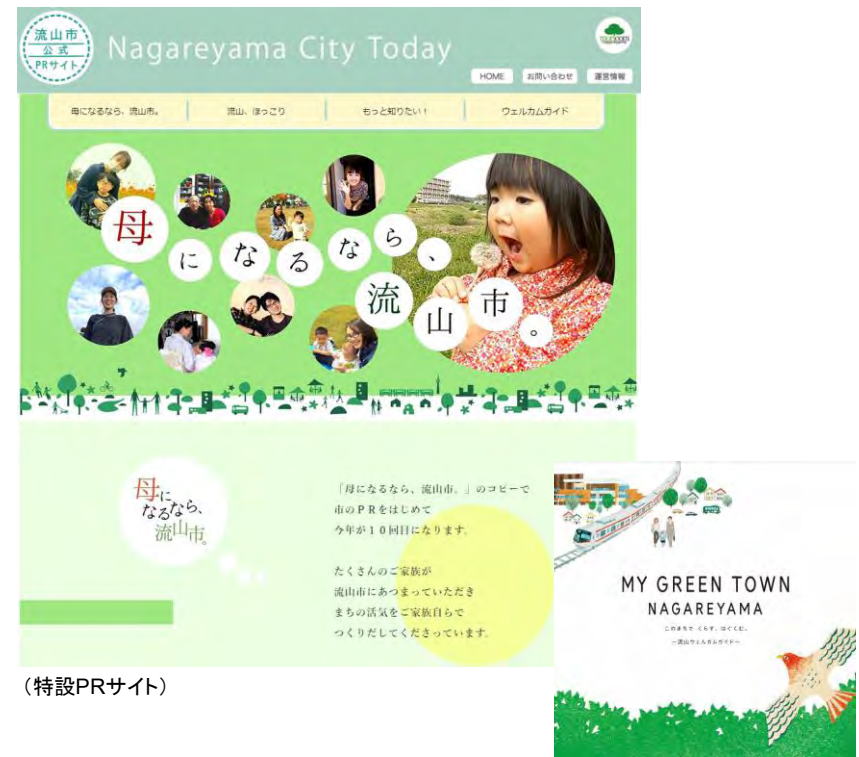 流山市
公式
PRサイト
Nagareyama City Today
HOME
お問い合わせ
運営情報
母になるなら、流山市。
流山、ほっこり
もっと知りたい！
ウェルカムガイド
母になるなら、
流山市。
母に
なるなら、
流山市。
「母になるなら、流山市。」のコピーで
市のＰＲをはじめて
今年が１０回目になります。
たくさんのご家族が
流山市にあつまっていただき
まちの活気をご家族自らで
つくりだしてくださっています。
（特設PRサイト）
MY GREEN TOWN
NAGAREYAMA
このまちで くらす、はぐくむ。
～流山ウェルカムガイド～